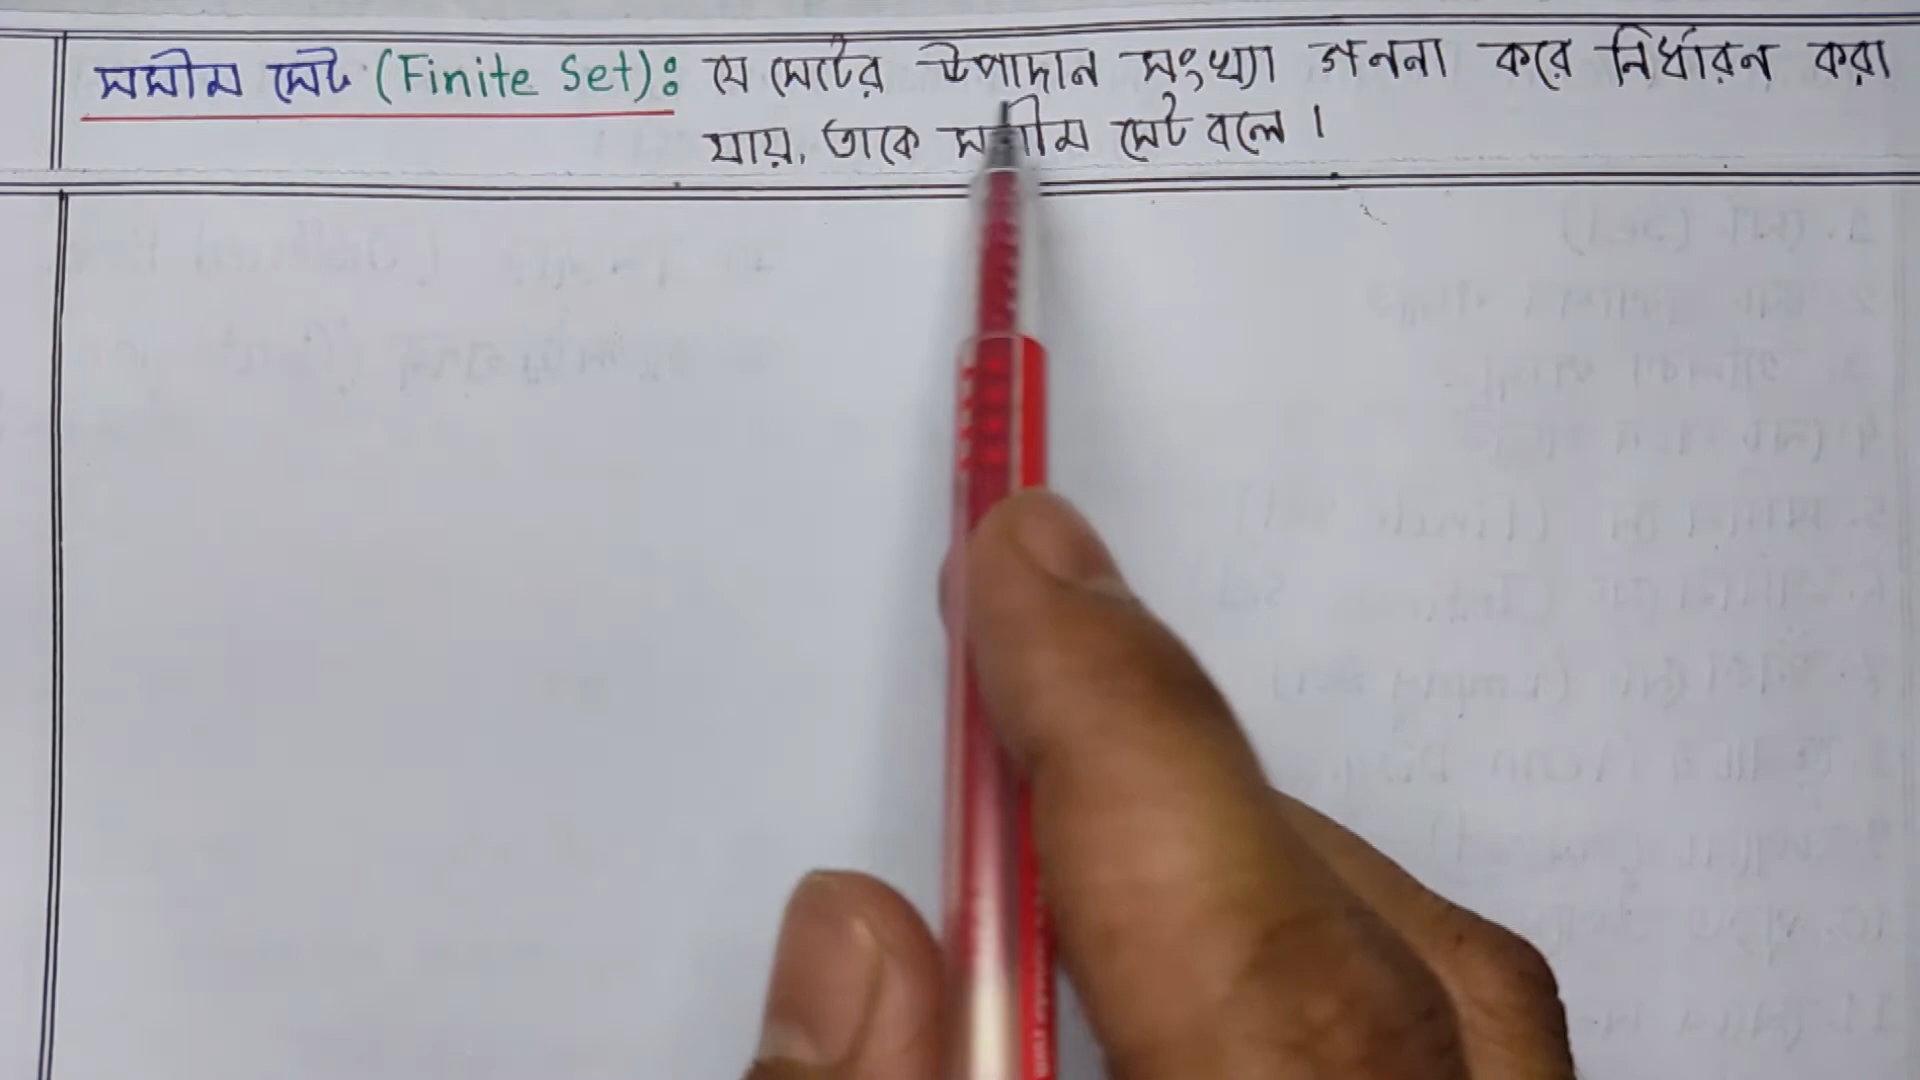 সসীম সেট (Finite Set): যে সেটের উপাদান সংখ্যা গননা করে নির্ধারন করা
যায়, তাকে সসীম সেট বলে।